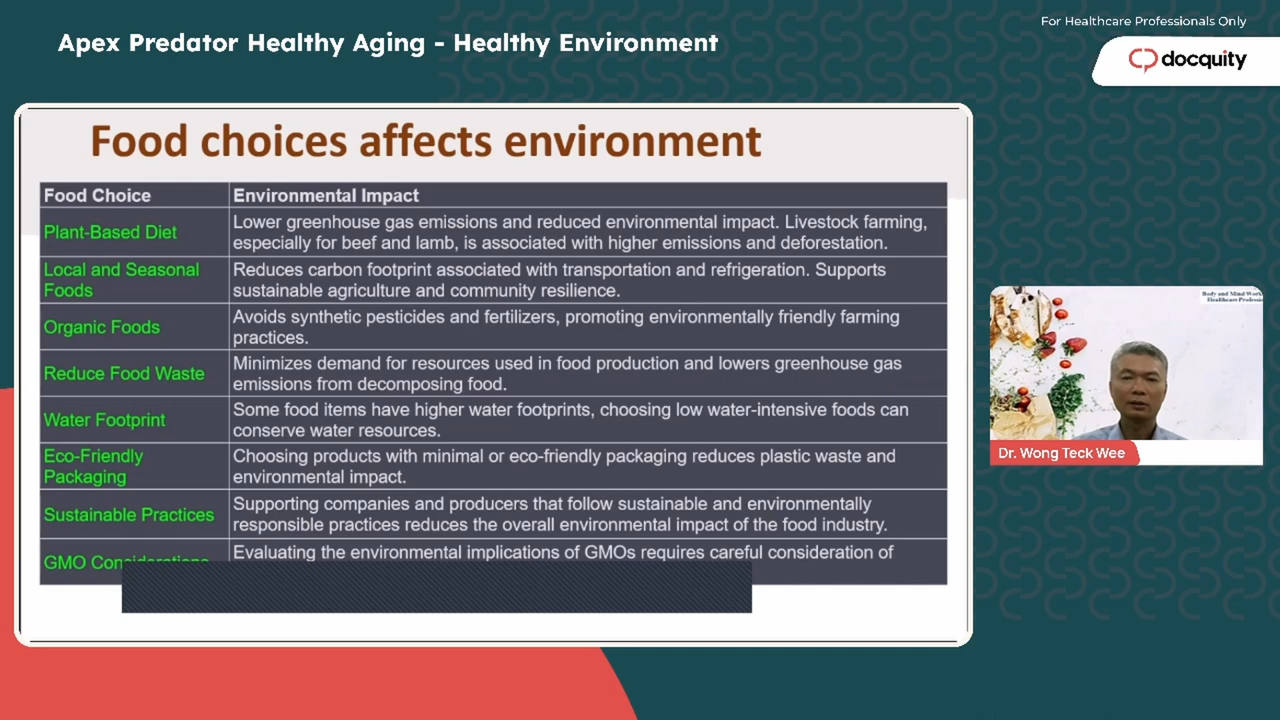 For Healthcare Professionals Only
Apex Predator Healthy Aging - Healthy Environment
docquity
Food choices affects environment
Food Choice
Environmental Impact
Plant-Based Diet
Lower greenhouse gas emissions and reduced environmental impact. Livestock farming,
especially for beef and lamb, is associated with higher emissions and deforestation.
Local and Seasonal
Foods
Reduces carbon footprint associated with transportation and refrigeration. Supports
sustainable agriculture and community resilience.
Organic Foods
Avoids synthetic pesticides and fertilizers, promoting environmentally friendly farming
practices.
Reduce Food Waste
Minimizes demand for resources used in food production and lowers greenhouse gas
emissions from decomposing food.
Water Footprint
Some food items have higher water footprints, choosing low water-intensive foods can
conserve water resources.
Eco-Friendly
Packaging
Choosing products with minimal or eco-friendly packaging reduces plastic waste and
environmental impact.
Sustainable Practices
Supporting companies and producers that follow sustainable and environmentally
responsible practices reduces the overall environmental impact of the food industry.
GMO Considerations
Evaluating the environmental implications of GMOs requires careful consideration of
Body and Mind
Healthcare
Dr. Wong Teck Wee